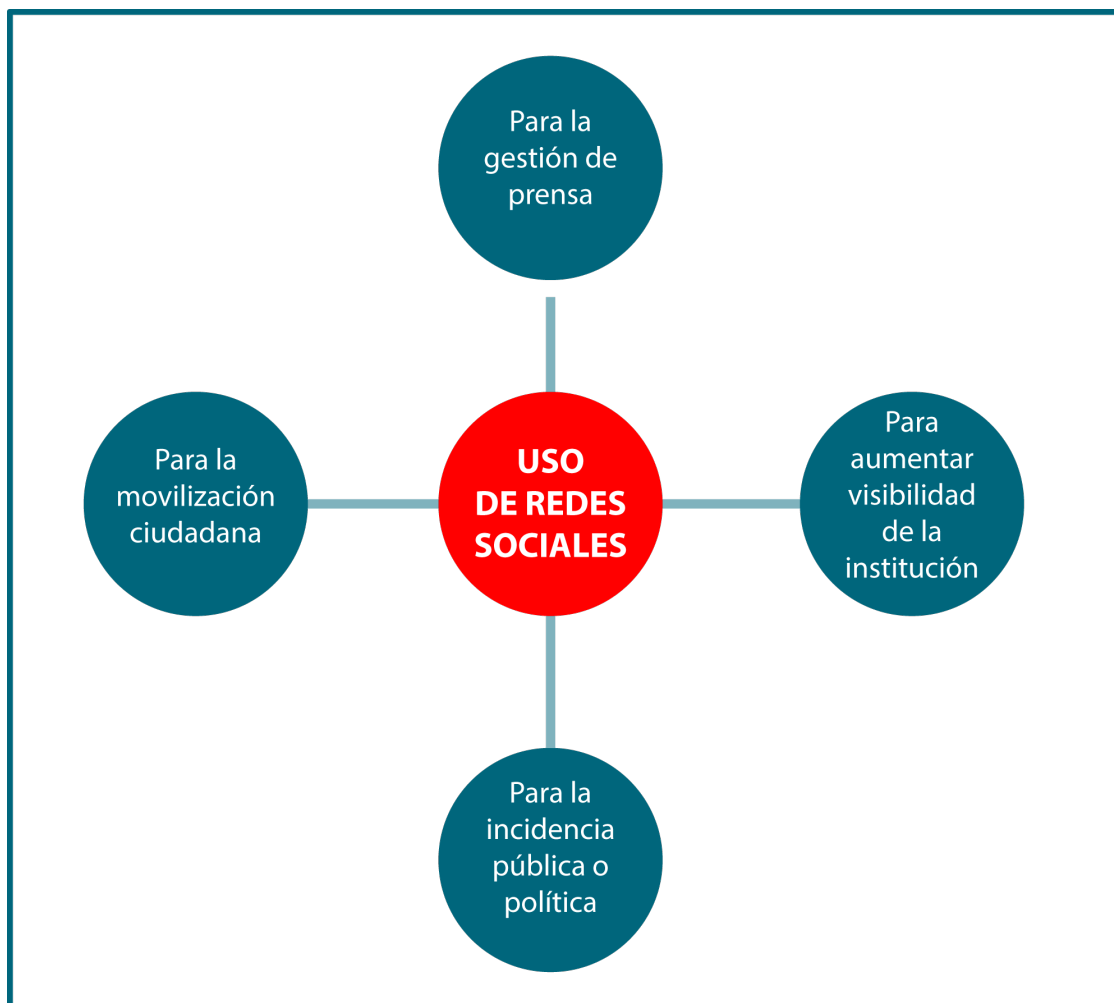 Para la
gestión de
prensa
Para la
movilización
ciudadana
USO
DE REDES
SOCIALES
Para
aumentar
visibilidad
de la
institución
Para la
incidencia
pública o
política